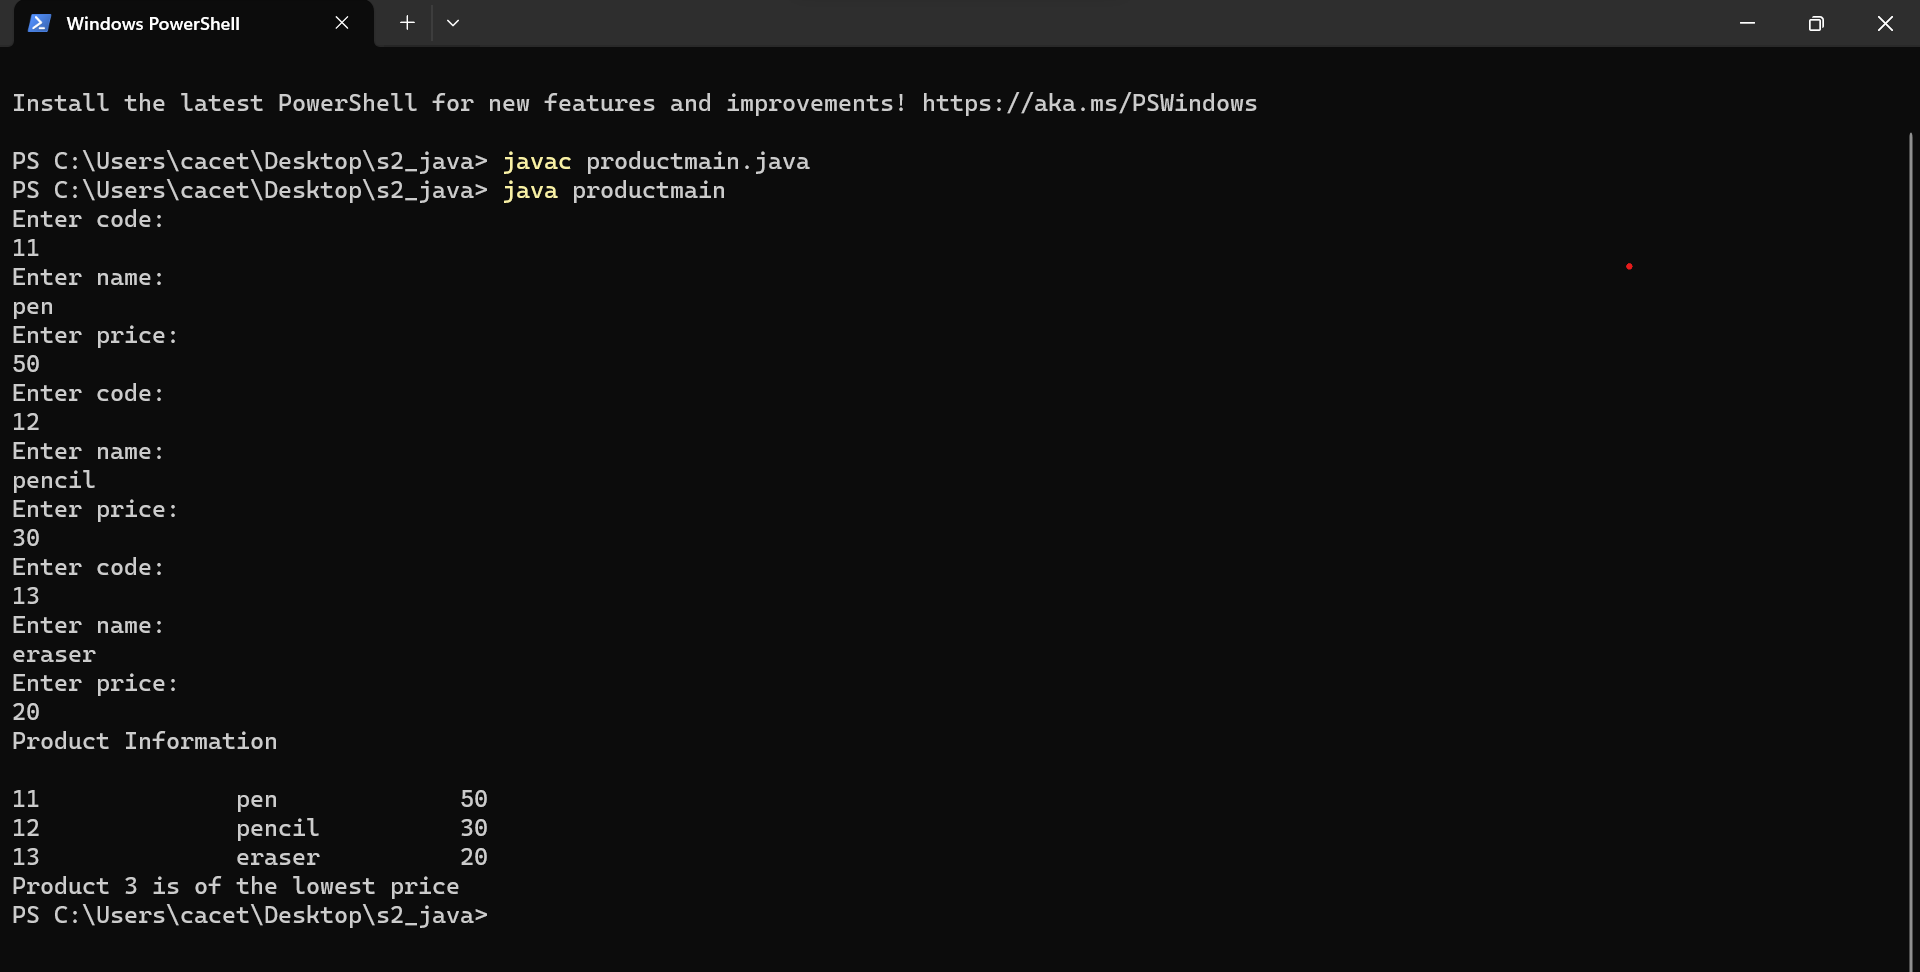 Windows PowerShell
Install the latest PowerShell for new features and improvements! https://aka.ms/PSWindows
PS C:\Users\cacet\Desktop\s2_java> javac productmain.java
PS C:\Users\cacet\Desktop\s2_java> java productmain
Enter code:
11
Enter name:
pen
Enter price:
50
Enter code:
12
Enter name:
pencil
Enter price:
30
Enter code:
13
Enter name:
eraser
Enter price:
20
Product Information
11 pen 50
12 pencil 30
13 eraser 20
Product 3 is of the lowest price
PS C:\Users\cacet\Desktop\s2_java>